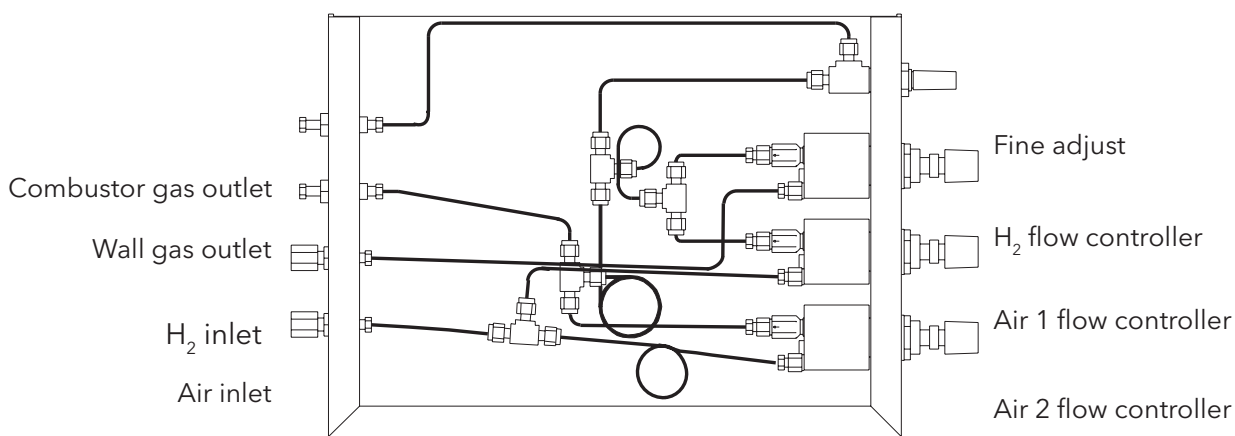 Fine adjust
Combustor gas outlet
Wall gas outlet
H₂ flow controller
H₂ inlet
Air 1 flow controller
Air inlet
Air 2 flow controller